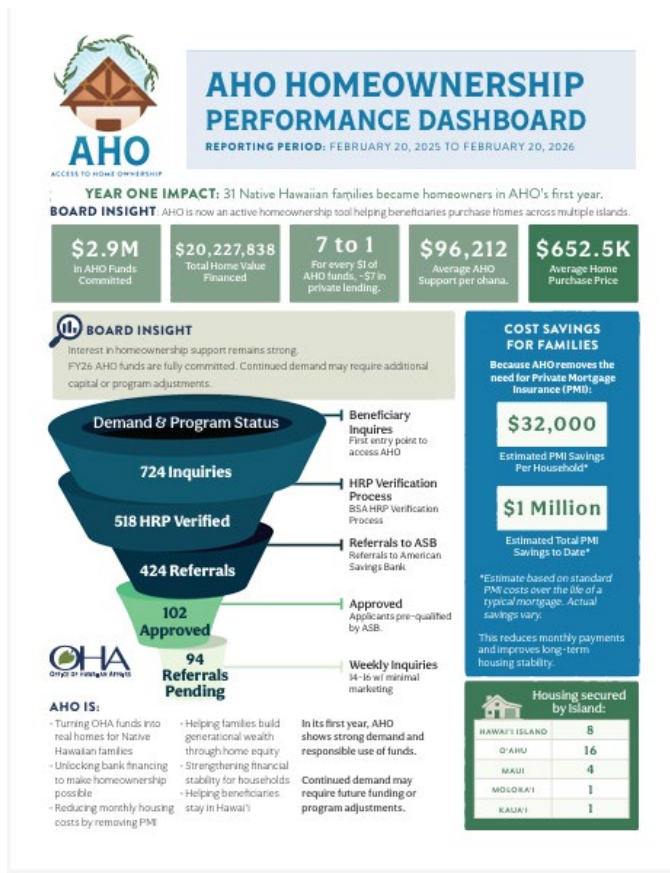 AHO
ACCESS TO HOME OWNERSHIP
AHO HOMEOWNERSHIP
PERFORMANCE DASHBOARD
REPORTING PERIOD: FEBRUARY 20, 2025 TO FEBRUARY 20, 2026
YEAR ONE IMPACT: 31 Native Hawaiian families became homeowners in AHO's first year.
BOARD INSIGHT: AHO is now an active homeownership tool helping beneficiaries purchase homes across multiple islands.
$2.9M
in AHO Funds
Committed
$20,227,838
Total Home Value
Financed
7 to 1
For every $1 of
AHO funds, ~$7 in
private lending.
$96,212
Average AHO
Support per ohana.
$652.5K
Average Home
Purchase Price
BOARD INSIGHT
Interest in homeownership support remains strong.
FY26 AHO funds are fully committed. Continued demand may require additional
capital or program adjustments.
Demand & Program Status
724 Inquiries
518 HRP Verified
424 Referrals
102
Approved
94
Referrals
Pending
Beneficiary
Inquires
First entry point to
access AHO
HRP Verification
Process
BSA HRP Verification
Process
Referrals to ASB
Referrals to American
Savings Bank
Approved
Applicants pre-qualified
by ASB.
Weekly Inquiries
14-16 w/ minimal
marketing
COST SAVINGS
FOR FAMILIES
Because AHO removes the
need for Private Mortgage
Insurance (PMI):
$32,000
Estimated PMI Savings
Per Household*
$1 Million
Estimated Total PMI
Savings to Date*
*Estimate based on standard
PMI costs over the life of a
typical mortgage. Actual
savings vary.
This reduces monthly payments
and improves long-term
housing stability.
OHA
OFFICE OF HAWAIIAN AFFAIRS
AHO IS:
- Turning OHA funds into
real homes for Native
Hawaiian families
- Unlocking bank financing
to make homeownership
possible
- Reducing monthly housing
costs by removing PMI
- Helping families build
generational wealth
through home equity
- Strengthening financial
stability for households
- Helping beneficiaries
stay in Hawai'i
In its first year, AHO
shows strong demand and
responsible use of funds.
Continued demand may
require future funding or
program adjustments.
Housing secured
by Island:
HAWAI'I ISLAND 8
O'AHU 16
MAUI 4
MOLOKA'I 1
KAUA'I 1